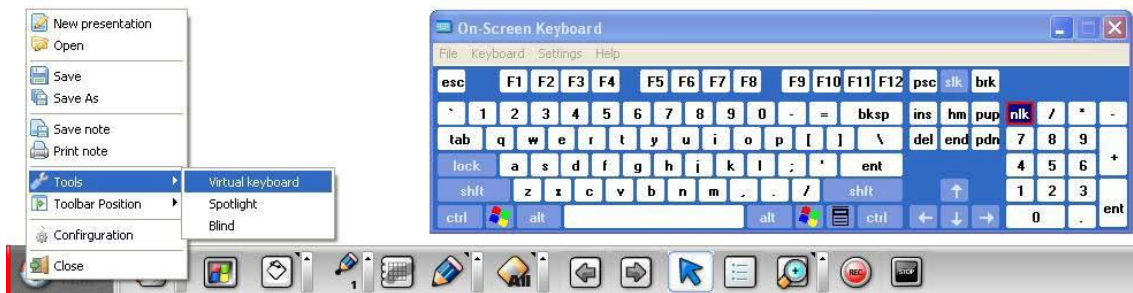 New presentation
Open
Save
Save As
Save note
Print note
Tools
Toolbar Position
Confirguration
Close
Virtual keyboard
Spotlight
Blind
On-Screen Keyboard
File Keyboard Settings Help
esc F1 F2 F3 F4 F5 F6 F7 F8 F9 F10 F11 F12 psc slk brk
` 1 2 3 4 5 6 7 8 9 0 - = bksp ins hm pup nlk / * -
tab q w e r t y u i o p [ ] \ del end pdn 7 8 9 +
lock a s d f g h j k l ; ' ent 4 5 6
shft z x c v b n m , . / shft ↑ 1 2 3 ent
ctrl alt alt ctrl ← ↓ → 0 .
1 All REC STOP